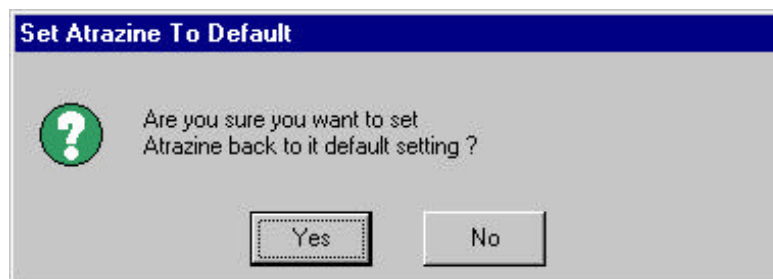 Set Atrazine To Default
Are you sure you want to set
Atrazine back to it default setting ?
Yes
No